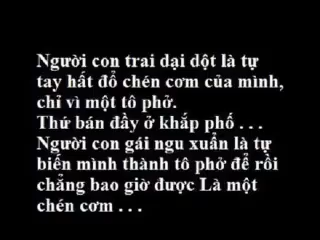 Người con trai dại dột là tự
tay hất đổ chén cơm của mình,
chỉ vì một tô phở.
Thứ bán đầy ở khắp phố . . .
Người con gái ngu xuẩn là tự
biến mình thành tô phở để rồi
chẳng bao giờ được Là một
chén cơm . . .